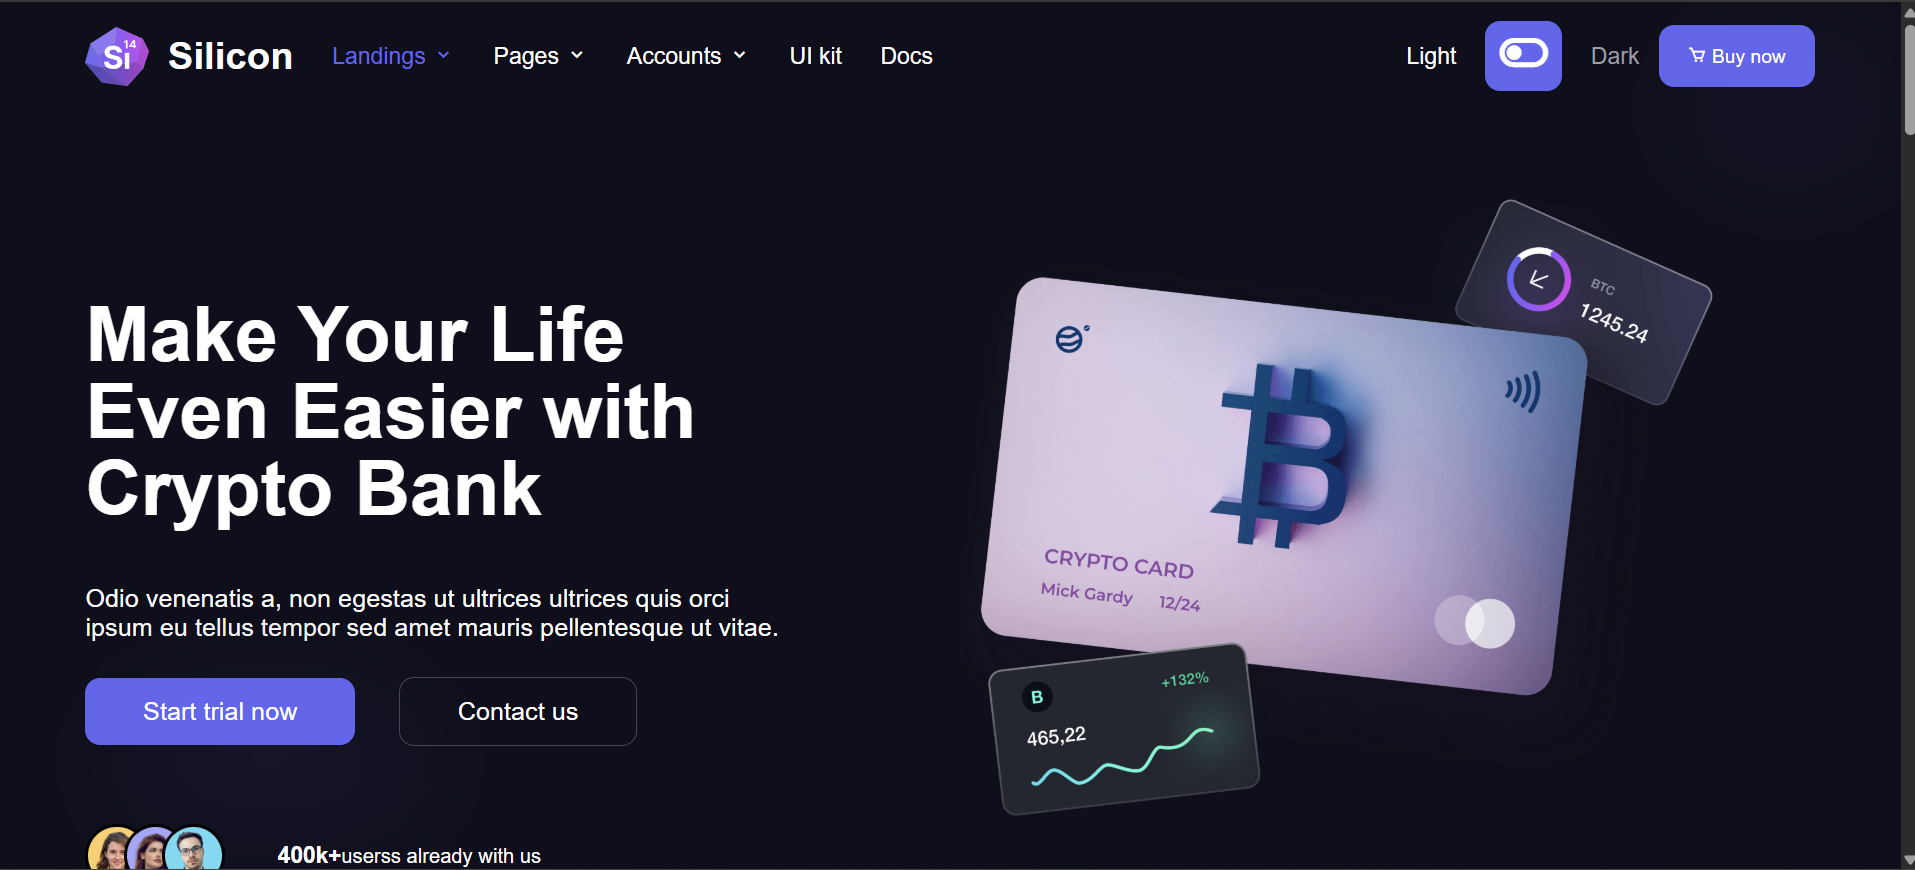 Si 14 Silicon Landings Pages Accounts UI kit Docs Light Dark Buy now
Make Your Life
Even Easier with
Crypto Bank
Odio venenatis a, non egestas ut ultrices ultrices quis orci
ipsum eu tellus tempor sed amet mauris pellentesque ut vitae.
Start trial now Contact us
400k+userss already with us
BTC
1245.24
CRYPTO CARD
Mick Gardy 12/24
B +132%
465,22